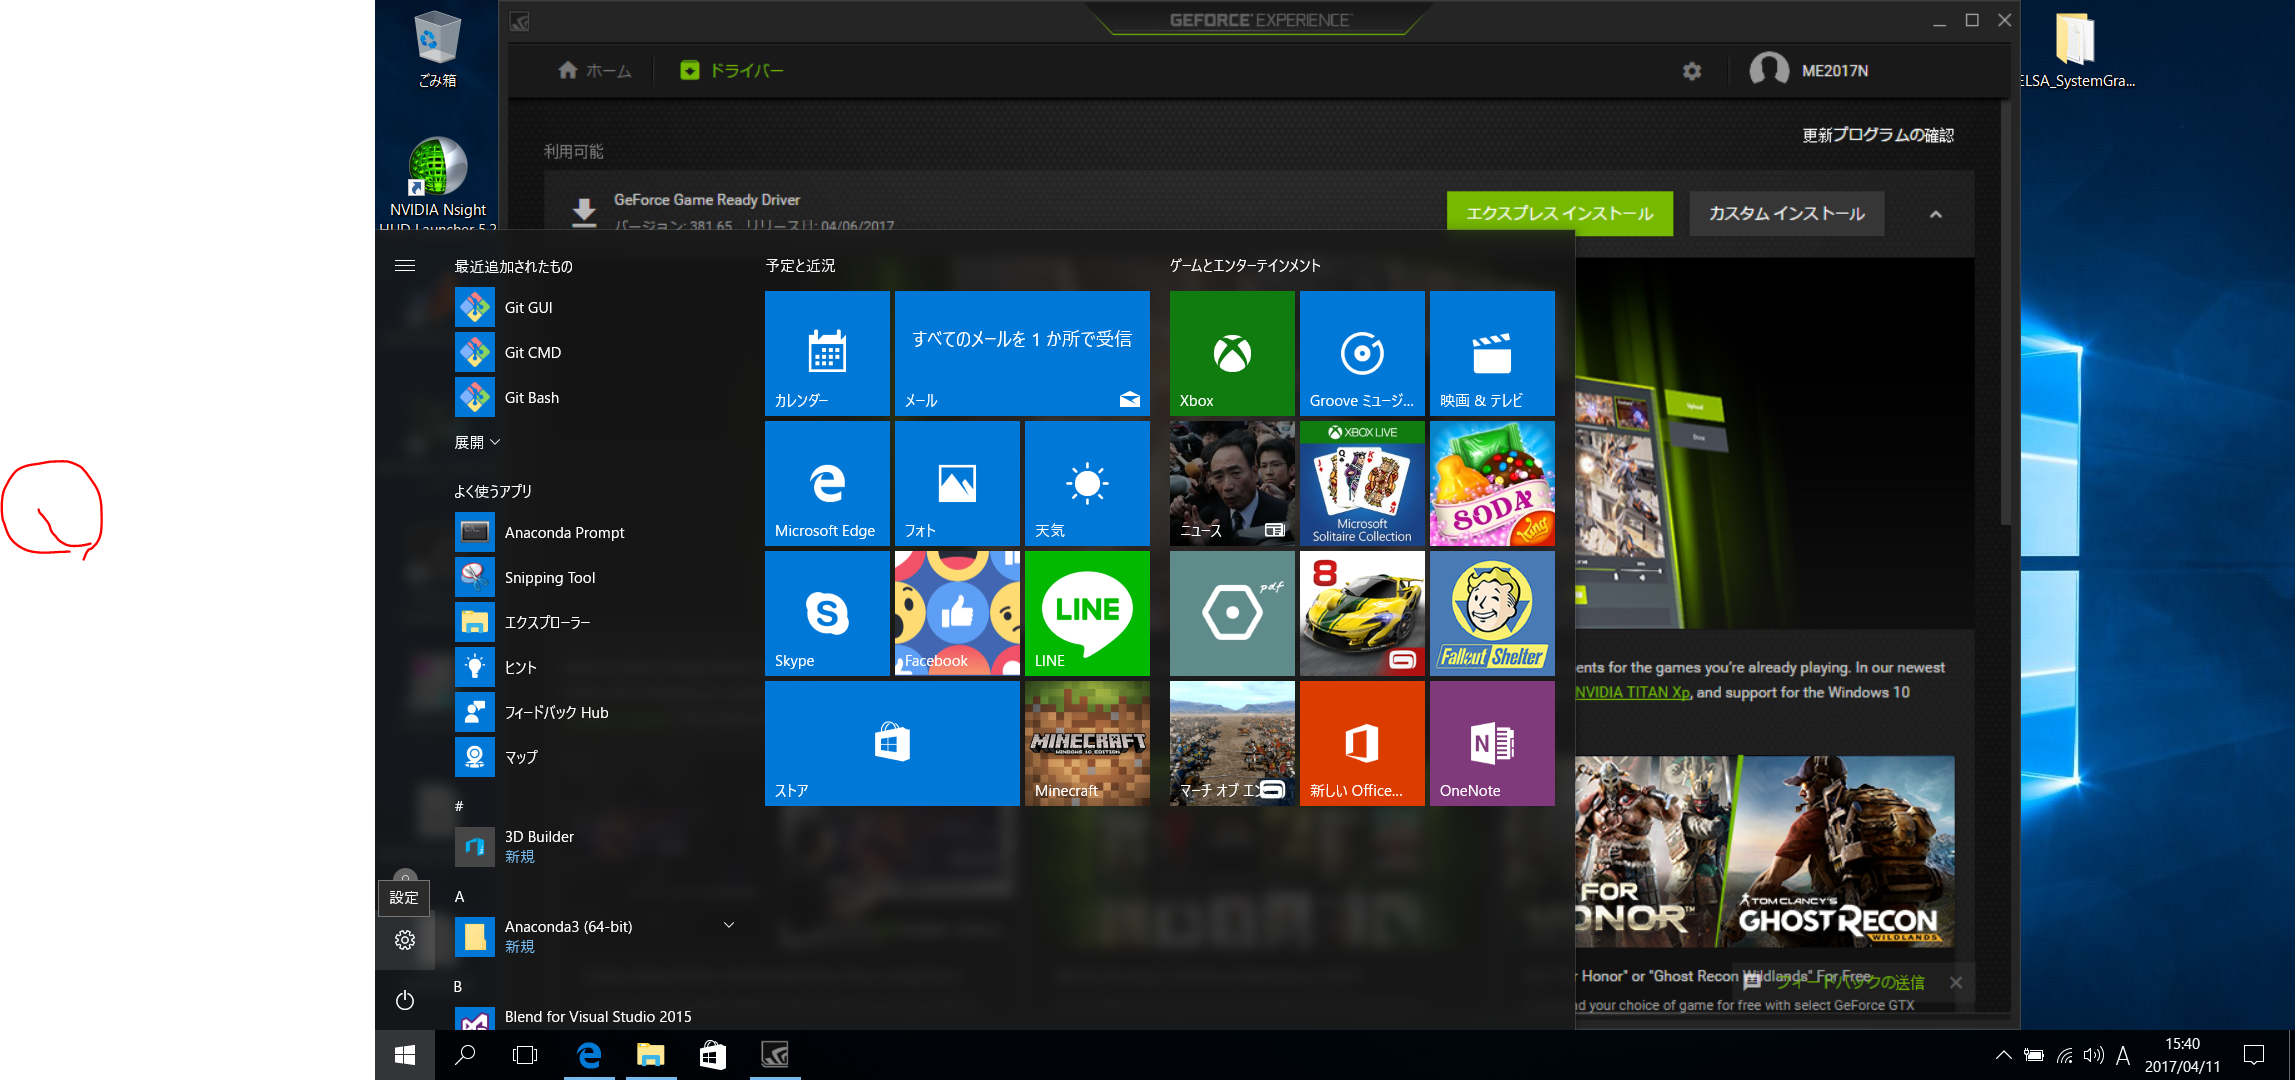 ごみ箱
NVIDIA Nsight
GEFORCE EXPERIENCE
ホーム
ドライバー
ME2017N
更新プログラムの確認
利用可能
GeForce Game Ready Driver
バージョン: 381.65 リリース日: 04/06/2017
エクスプレス インストール
カスタム インストール
ELSA_SystemGra...
最近追加されたもの
Git GUI
Git CMD
Git Bash
展開
よく使うアプリ
Anaconda Prompt
Snipping Tool
エクスプローラー
ヒント
フィードバック Hub
マップ
#
3D Builder
新規
A
Anaconda3 (64-bit)
新規
B
Blend for Visual Studio 2015
設定
予定と近況
カレンダー
すべてのメールを 1 か所で受信
メール
Microsoft Edge
フォト
天気
Skype
Facebook
LINE
LINE
ストア
MINECRAFT
WINDOWS 10 EDITION
Minecraft
ゲームとエンターテインメント
Xbox
Groove ミュージ...
映画 & テレビ
ニュース
XBOX LIVE
Microsoft
Solitaire Collection
SODA
King
pdf
8
Fallout Shelter
マーチ オブ エン
新しい Office...
OneNote
ents for the games you're already playing. In our newest
NVIDIA TITAN Xp, and support for the Windows 10
FOR
HONOR
TOM CLANCY'S
GHOST RECON
WILDLANDS
r Honor" or "Ghost Recon Wildlands" For Free
フィードバックの送信
nd your choice of game for free with select GeForce GTX
A
15:40
2017/04/11